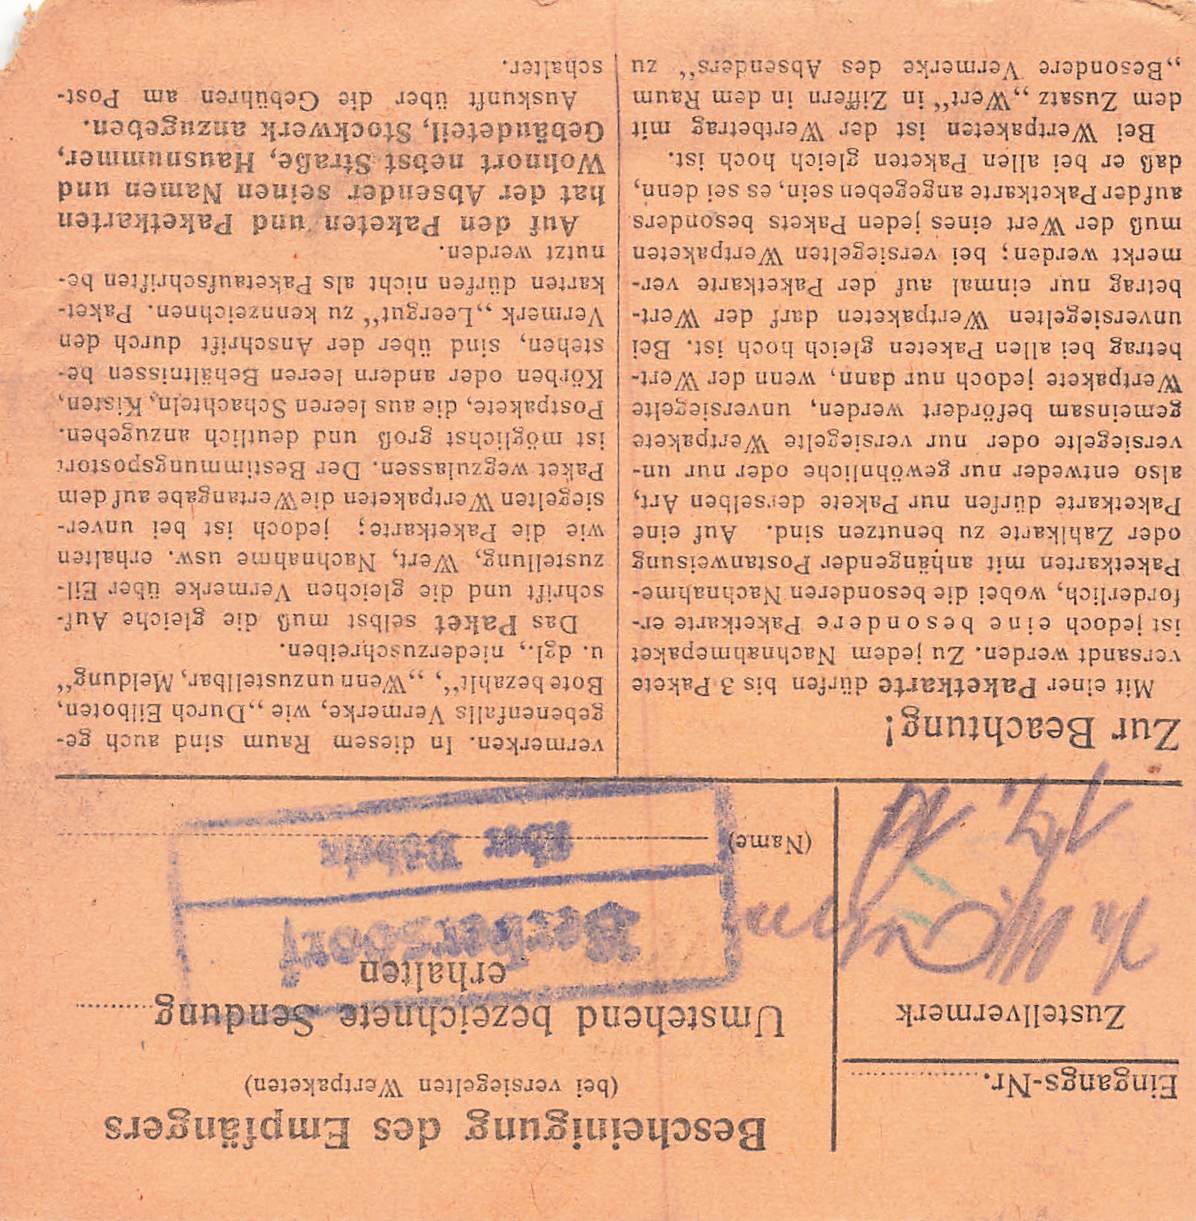 Eingangs-Nr.
Zustellvermerk
Bescheinigung des Empfängers
(bei versiegelten Wertpaketen)
Umstehend bezeichnete Sendung
erhalten
Berbersdorf
über Döbeln
(Name)
Zur Beachtung!
Mit einer Paketkarte dürfen bis 3 Pakete
versandt werden. Zu jedem Nachnahmepaket
ist jedoch eine besondere Paketkarte er-
forderlich, wobei die besonderen Nachnahme-
Paketkarten mit anhängender Postanweisung
oder Zahlkarte zu benutzen sind. Auf eine
Paketkarte dürfen nur Pakete derselben Art,
also entweder nur gewöhnliche oder nur un-
versiegelte oder nur versiegelte Wertpakete
gemeinsam befördert werden, unversiegelte
Wertpakete jedoch nur dann, wenn der Wert-
betrag bei allen Paketen gleich hoch ist. Bei
unversiegelten Wertpaketen darf der Wert-
betrag nur einmal auf der Paketkarte ver-
merkt werden; bei versiegelten Wertpaketen
muß der Wert eines jeden Pakets besonders
auf der Paketkarte angegeben sein, es sei denn,
daß er bei allen Paketen gleich hoch ist.
Bei Wertpaketen ist der Wertbetrag mit
dem Zusatz „Wert“ in Ziffern in dem Raum
„Besondere Vermerke des Absenders“ zu
vermerken. In diesem Raum sind auch ge-
gebenenfalls Vermerke, wie „Durch Eilboten,
Bote bezahlt“, „Wenn unzustellbar, Meldung“
u. dgl., niederzuschreiben.
Das Paket selbst muß die gleiche Auf-
schrift und die gleichen Vermerke über Eil-
zustellung, Wert, Nachnahme usw. erhalten
wie die Paketkarte; jedoch ist bei unver-
siegelten Wertpaketen die Wertangabe auf dem
Paket wegzulassen. Der Bestimmungspostort
ist möglichst groß und deutlich anzugeben.
Postpakete, die aus leeren Schachteln, Kisten,
Körben oder andern leeren Behältnissen be-
stehen, sind über der Anschrift durch den
Vermerk „Leergut“ zu kennzeichnen. Paket-
karten dürfen nicht als Paketaufschriften be-
nutzt werden.
Auf den Paketen und Paketkarten
hat der Absender seinen Namen und
Wohnort nebst Straße, Hausnummer,
Gebäudeteil, Stockwerk anzugeben.
Auskunft über die Gebühren am Post-
schalter.